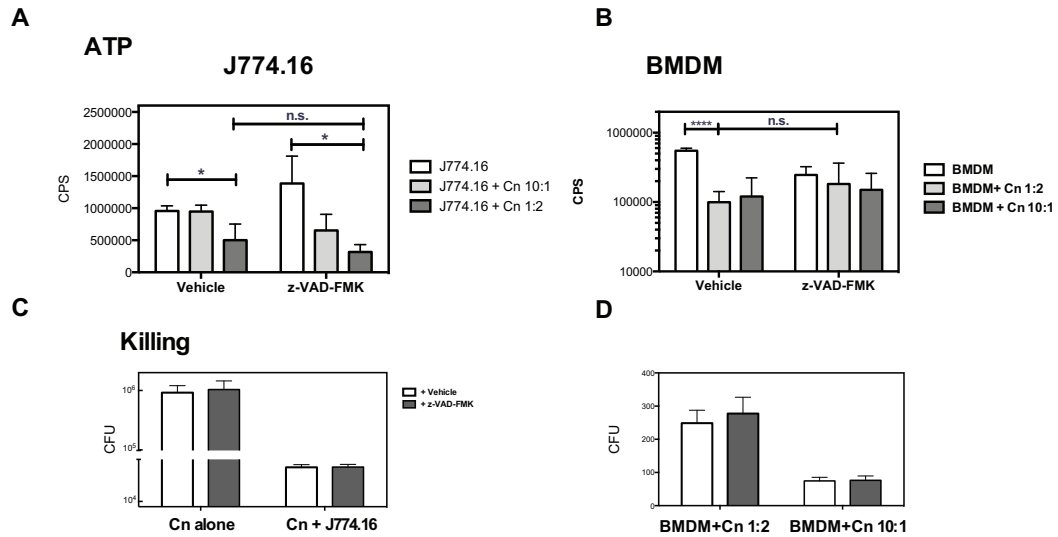 A
ATP
J774.16
n.s.
*
*
2500000
2000000
1500000
1000000
500000
0
CPS
Vehicle
z-VAD-FMK
J774.16
J774.16 + Cn 10:1
J774.16 + Cn 1:2
B
BMDM
****
n.s.
1000000
100000
10000
CPS
Vehicle
z-VAD-FMK
BMDM
BMDM+ Cn 1:2
BMDM + Cn 10:1
C
Killing
10⁶
10⁵
10⁴
CFU
Cn alone
Cn + J774.16
+ Vehicle
+ z-VAD-FMK
D
400
300
200
100
0
CFU
BMDM+Cn 1:2
BMDM+Cn 10:1